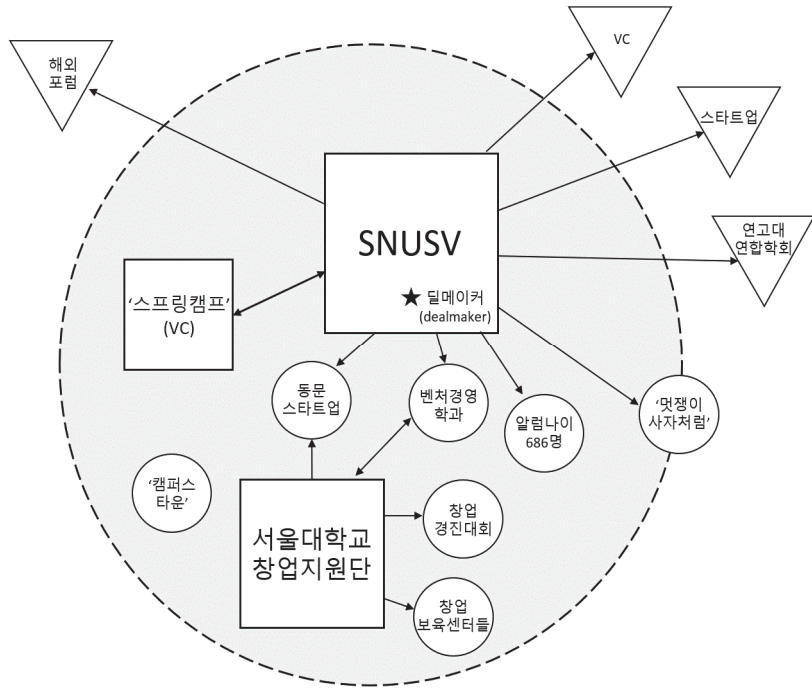 해외
포럼
VC
스타트업
연고대
연합학회
SNUSV
★ 딜메이커
(dealmaker)
‘스프링캠프’
(VC)
동문
스타트업
벤처경영
학과
알럼나이
686명
‘멋쟁이
사자처럼’
‘캠퍼스
타운’
서울대학교
창업지원단
창업
경진대회
창업
보육센터들